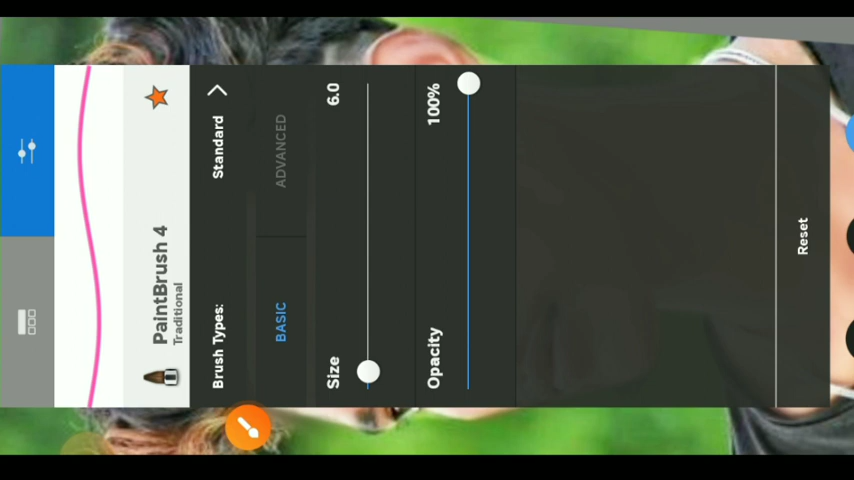 PaintBrush 4
Traditional
Brush Types: Standard
BASIC ADVANCED
Size 6.0
Opacity 100%
Reset